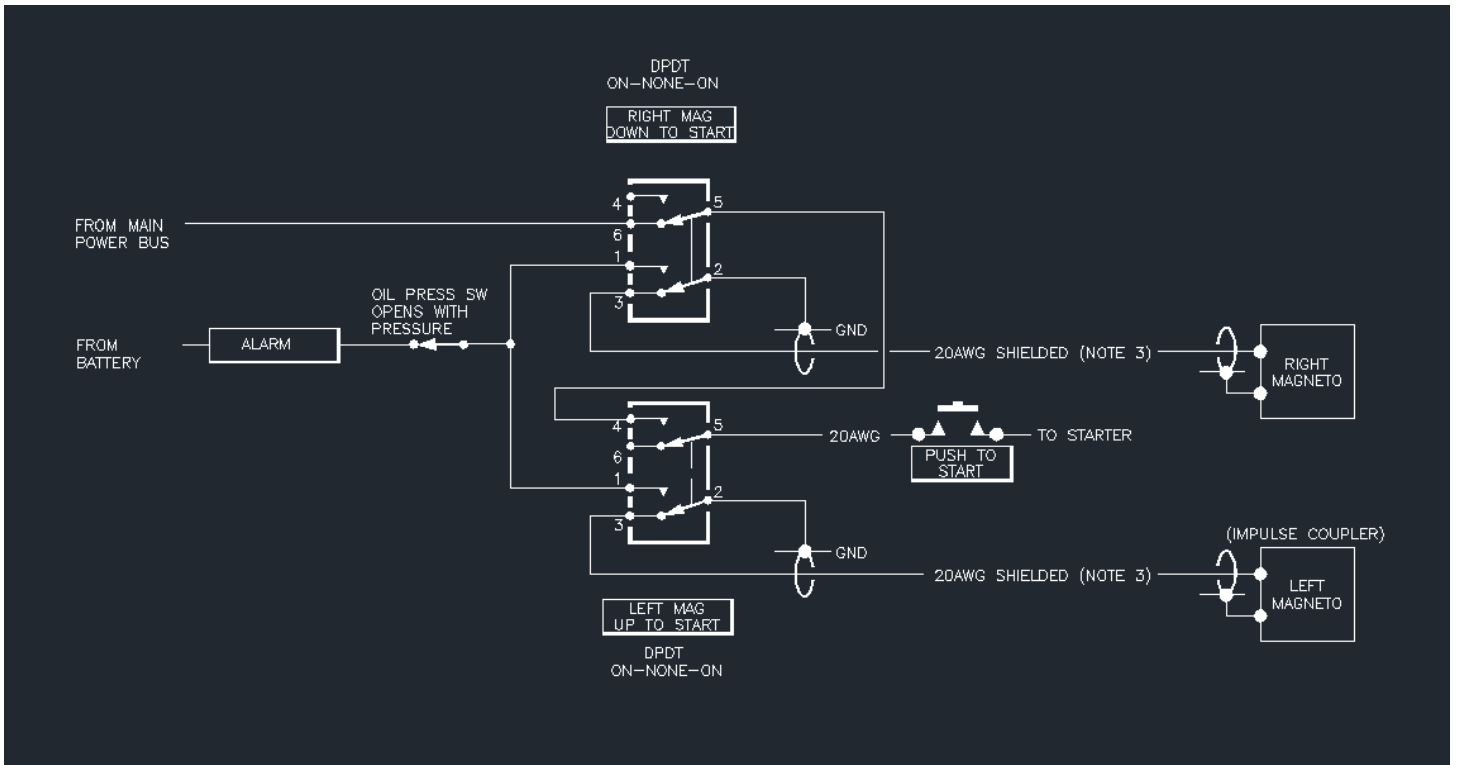 DPDT
ON-NONE-ON
RIGHT MAG
DOWN TO START
4
5
6
1
2
3
FROM MAIN
POWER BUS
OIL PRESS SW
OPENS WITH
PRESSURE
FROM
BATTERY
ALARM
GND
20AWG SHIELDED (NOTE 3)
RIGHT
MAGNETO
4
5
6
1
2
3
20AWG
TO STARTER
PUSH TO
START
GND
(IMPULSE COUPLER)
20AWG SHIELDED (NOTE 3)
LEFT
MAGNETO
LEFT MAG
UP TO START
DPDT
ON-NONE-ON